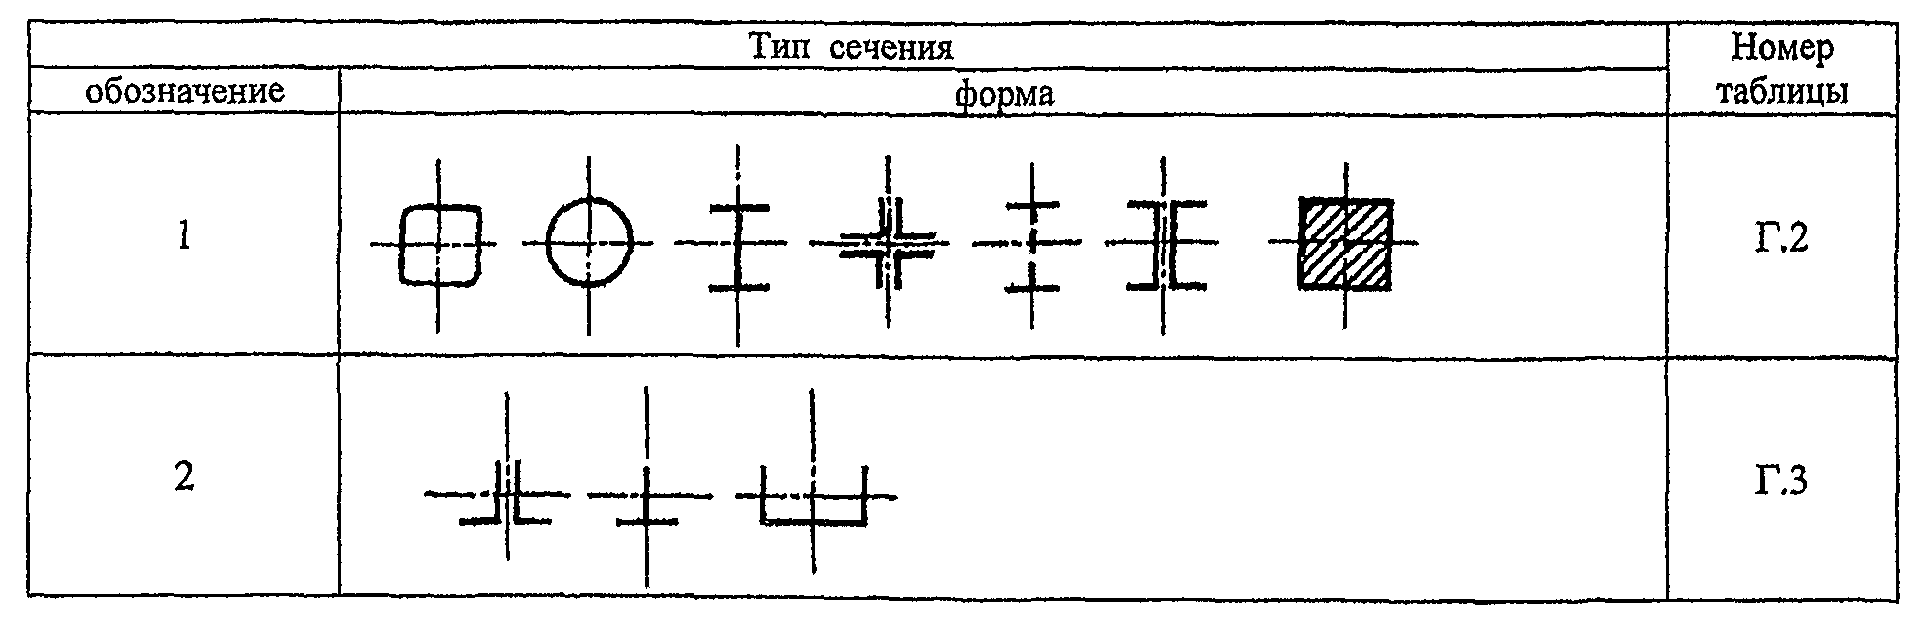 Тип сечения
Номер таблицы
обозначение
форма
1
Г.2
2
Г.3